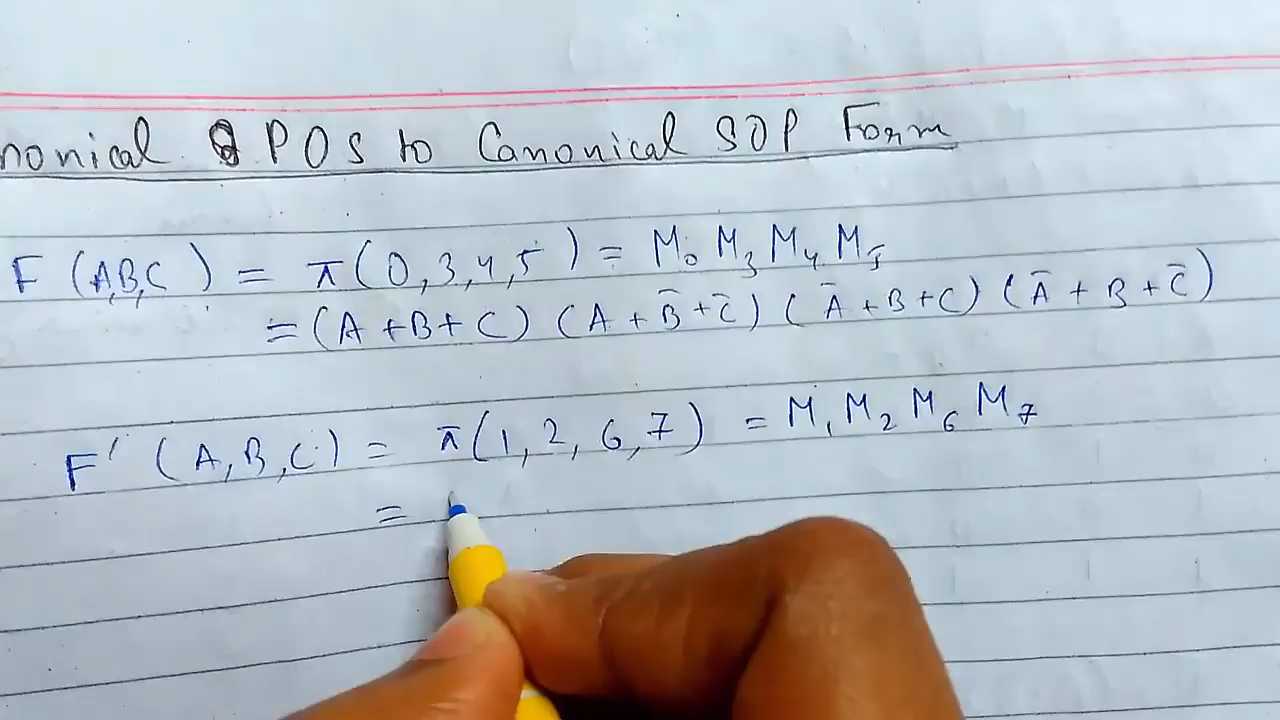 nonical POS to Canonical SOP Form
F (A,B,C) = π(0,3,4,5) = M₀ M₃ M₄ M₅
= (A+B+C) (A+B̄+C̄) (Ā+B+C) (Ā+B+C̄)
F' (A,B,C) = π(1,2,6,7) = M₁ M₂ M₆ M₇
=